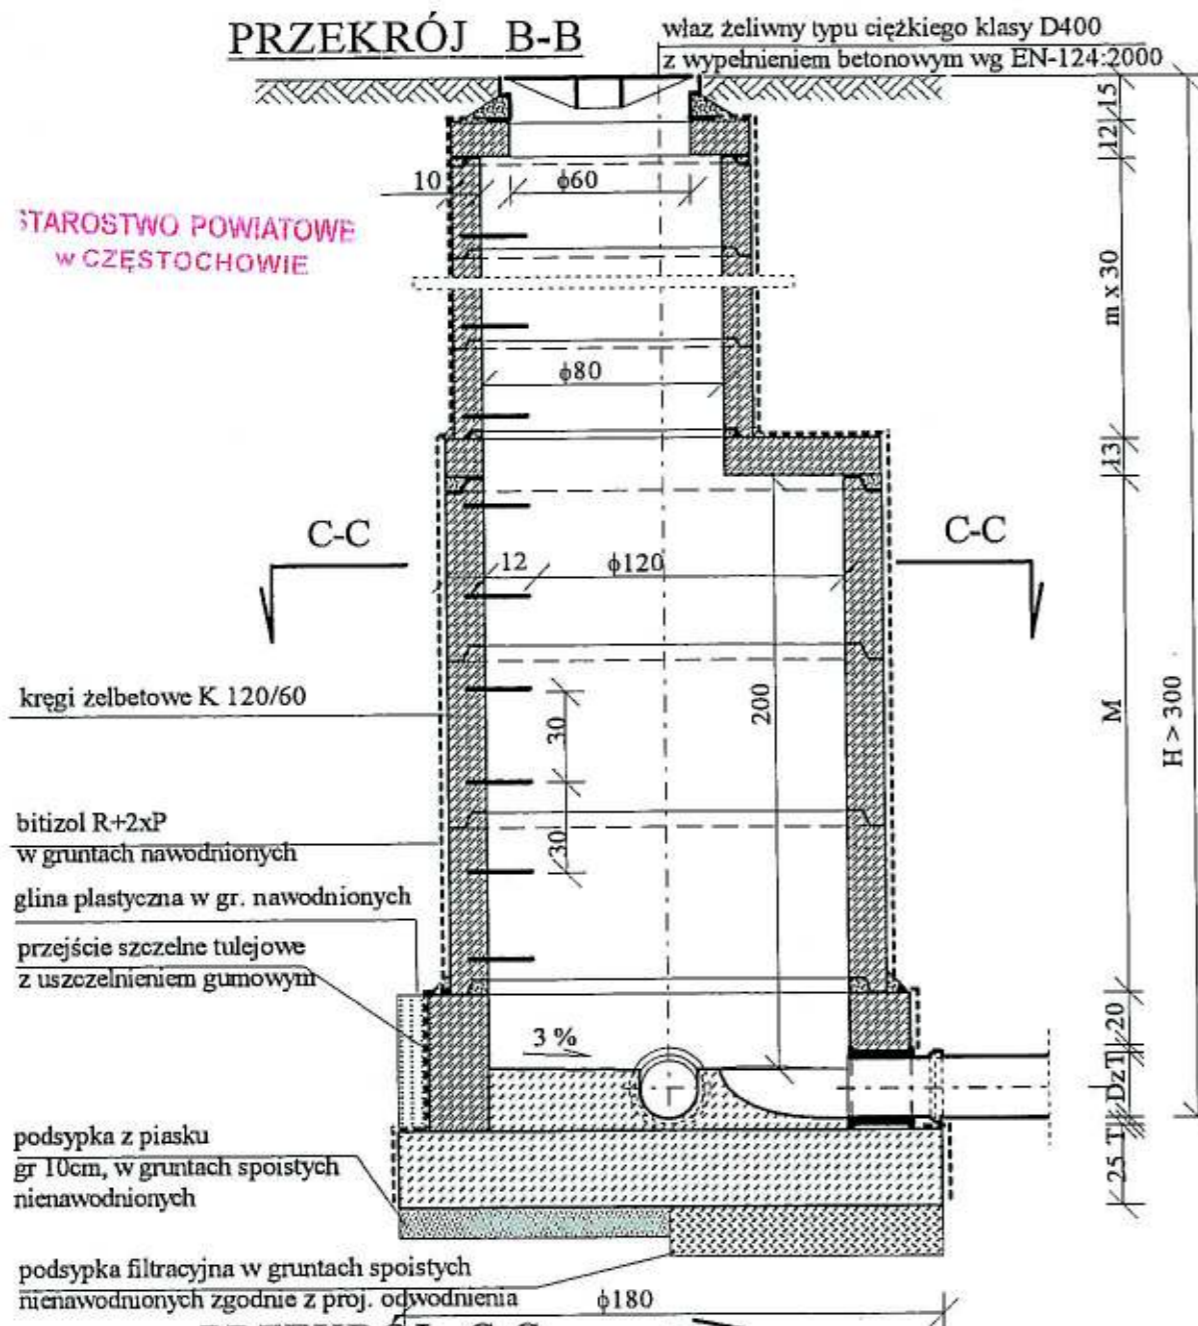 PRZEKRÓJ B-B
właz żeliwny typu ciężkiego klasy D400
z wypełnieniem betonowym wg EN-124:2000
15
12
10
ϕ60
STAROSTWO POWIATOWE
w CZĘSTOCHOWIE
m x 30
ϕ80
13
C-C
C-C
12
ϕ120
kręgi żelbetowe K 120/60
200
M
H > 300
30
30
bitizol R+2xP
w gruntach nawodnionych
glina plastyczna w gr. nawodnionych
przejście szczelne tulejowe
z uszczelnieniem gumowym
3 %
20
DzT
podsypka z piasku
gr 10cm, w gruntach spoistych
nienawodnionych
25 T
podsypka filtracyjna w gruntach spoistych
nienawodnionych zgodnie z proj. odwodnienia
ϕ180